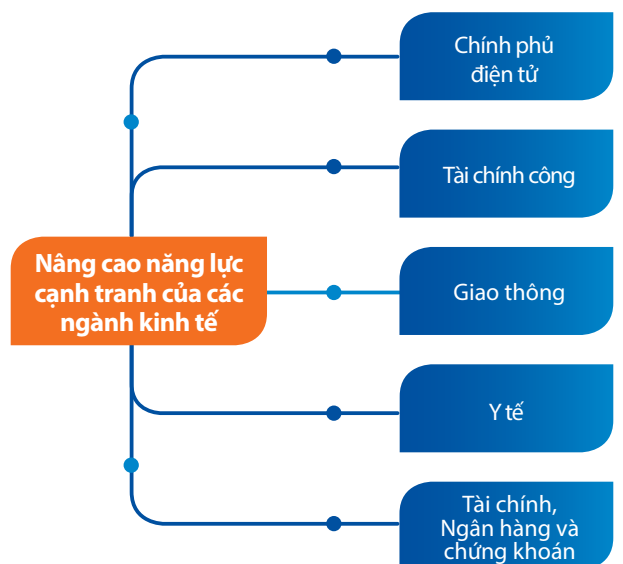 Chính phủ
điện tử
Tài chính công
Nâng cao năng lực
cạnh tranh của các
ngành kinh tế
Giao thông
Y tế
Tài chính,
Ngân hàng và
chứng khoán